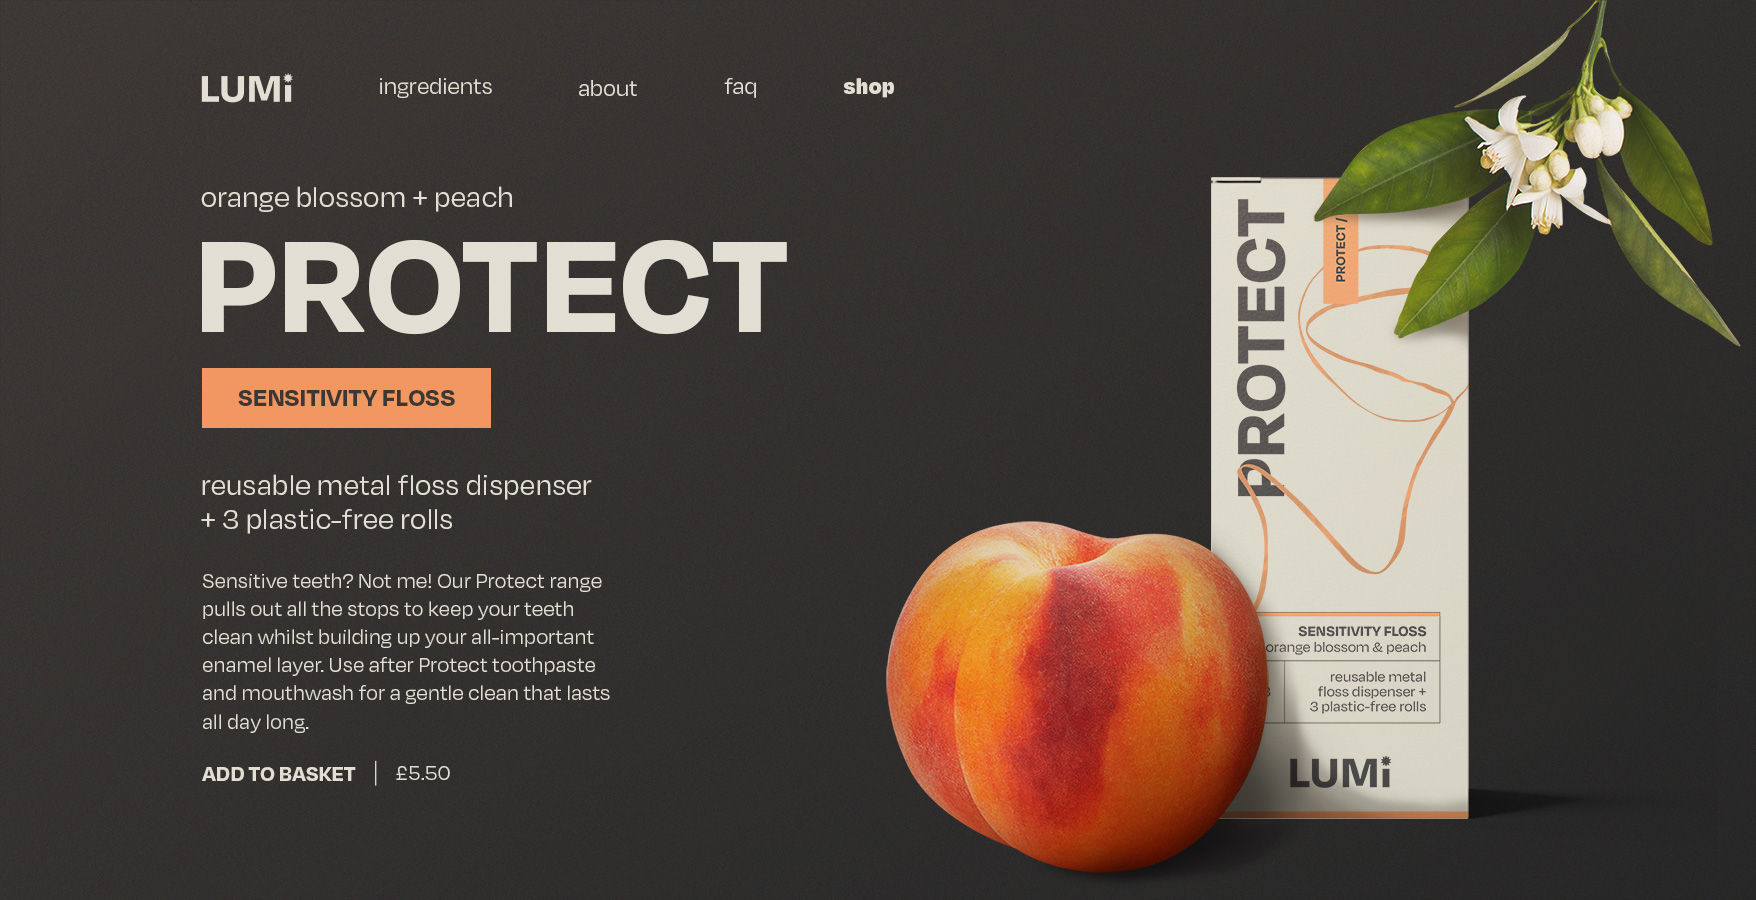 LUMi
ingredients
about
faq
shop
orange blossom + peach
PROTECT
SENSITIVITY FLOSS
reusable metal floss dispenser
+ 3 plastic-free rolls
Sensitive teeth? Not me! Our Protect range
pulls out all the stops to keep your teeth
clean whilst building up your all-important
enamel layer. Use after Protect toothpaste
and mouthwash for a gentle clean that lasts
all day long.
ADD TO BASKET | £5.50
PROTECT
PROTECT /
SENSITIVITY FLOSS
orange blossom & peach
reusable metal
floss dispenser +
3 plastic-free rolls
LUMi